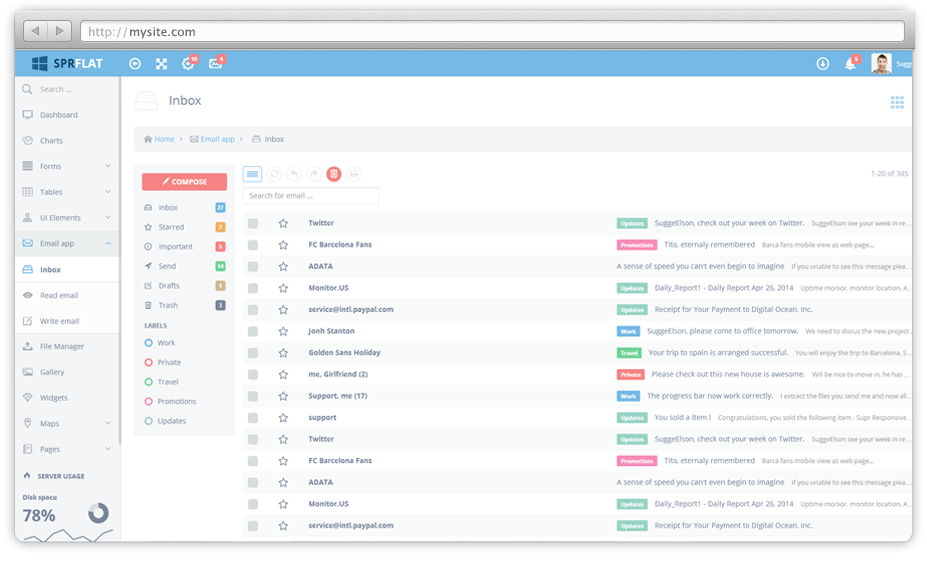 http://mysite.com
SPRFLAT
10
4
5
Sugg
Search ...
Dashboard
Charts
Forms
Tables
UI Elements
Email app
Inbox
Read email
Write email
File Manager
Gallery
Widgets
Maps
Pages
SERVER USAGE
Disk space
78%
Inbox
Home
Email app
Inbox
COMPOSE
Inbox 27
Starred 2
Important 5
Send 14
Drafts 1
Trash 3
LABELS
Work
Private
Travel
Promotions
Updates
1-20 of 345
Search for email ...
Twitter Updates SuggeElson, check out your week on Twitter. SuggeElson see your week in re...
FC Barcelona Fans Promotions Tito, eternaly remembered Barca fans mobile view as web page...
ADATA A sense of speed you can't even begin to imagine If you unable to see this message plea...
Monitor.US Updates Daily_Report1 - Daily Report Apr 26, 2014 Uptime monitor, monitor location, A...
service@intl.paypal.com Updates Receipt for Your Payment to Digital Ocean, Inc.
Jonh Stanton Work SuggeElson, please come to office tomorrow. We need to discus the new project .
Golden Sans Holiday Travel Your trip to spain is arranged successful. You will enjoy the trip to Barcelona, S...
me, Girlfriend (2) Private Please check out this new house is awesome. Will be nice to move in, he has ...
Support, me (17) Work The progress bar now work correctly. I extract the files you send me and now all...
support Updates You sold a item ! Congratulations, you sold the following item - Supr Responsive...
Twitter Updates SuggeElson, check out your week on Twitter. SuggeElson see your week in re...
FC Barcelona Fans Promotions Tito, eternaly remembered Barca fans mobile view as web page...
ADATA A sense of speed you can't even begin to imagine If you unable to see this message plea...
Monitor.US Updates Daily_Report1 - Daily Report Apr 26, 2014 Uptime monitor, monitor location, A...
service@intl.paypal.com Updates Receipt for Your Payment to Digital Ocean, Inc.